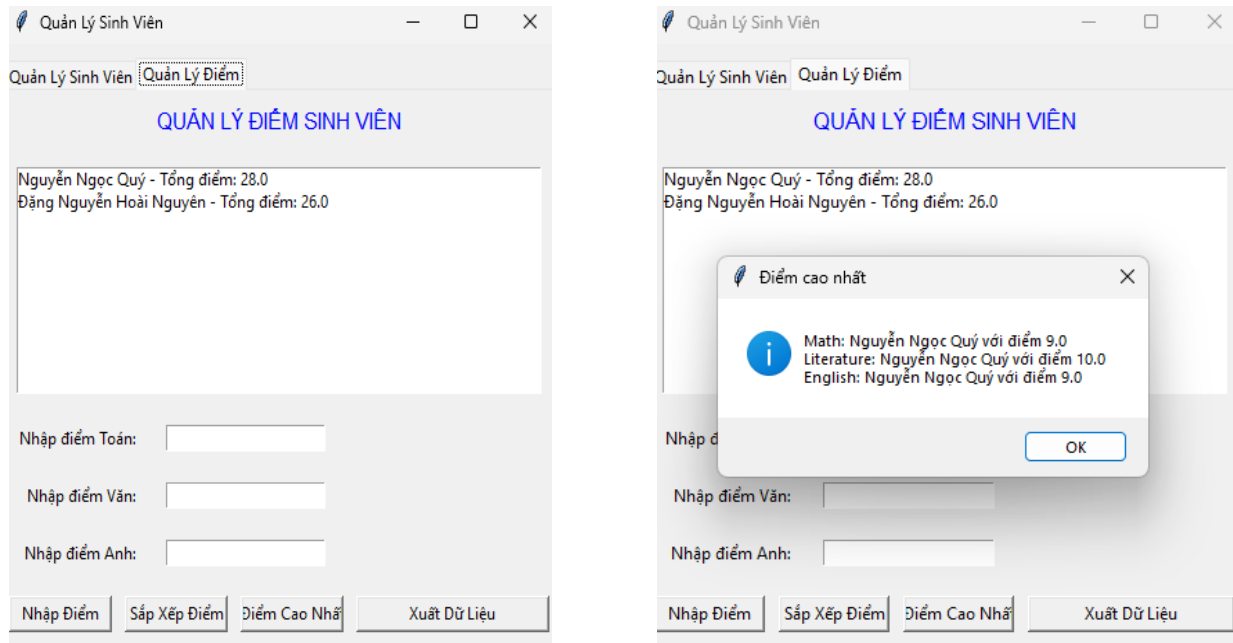 Quản Lý Sinh Viên
Quản Lý Sinh Viên Quản Lý Điểm
QUẢN LÝ ĐIỂM SINH VIÊN
Nguyễn Ngọc Quý - Tổng điểm: 28.0
Đặng Nguyễn Hoài Nguyên - Tổng điểm: 26.0
Nhập điểm Toán:
Nhập điểm Văn:
Nhập điểm Anh:
Nhập Điểm Sắp Xếp Điểm Điểm Cao Nhấ Xuất Dữ Liệu
Quản Lý Sinh Viên
Quản Lý Sinh Viên Quản Lý Điểm
QUẢN LÝ ĐIỂM SINH VIÊN
Nguyễn Ngọc Quý - Tổng điểm: 28.0
Đặng Nguyễn Hoài Nguyên - Tổng điểm: 26.0
Điểm cao nhất
Math: Nguyễn Ngọc Quý với điểm 9.0
Literature: Nguyễn Ngọc Quý với điểm 10.0
English: Nguyễn Ngọc Quý với điểm 9.0
OK
Nhập đ
Nhập điểm Văn:
Nhập điểm Anh:
Nhập Điểm Sắp Xếp Điểm Điểm Cao Nhấ Xuất Dữ Liệu